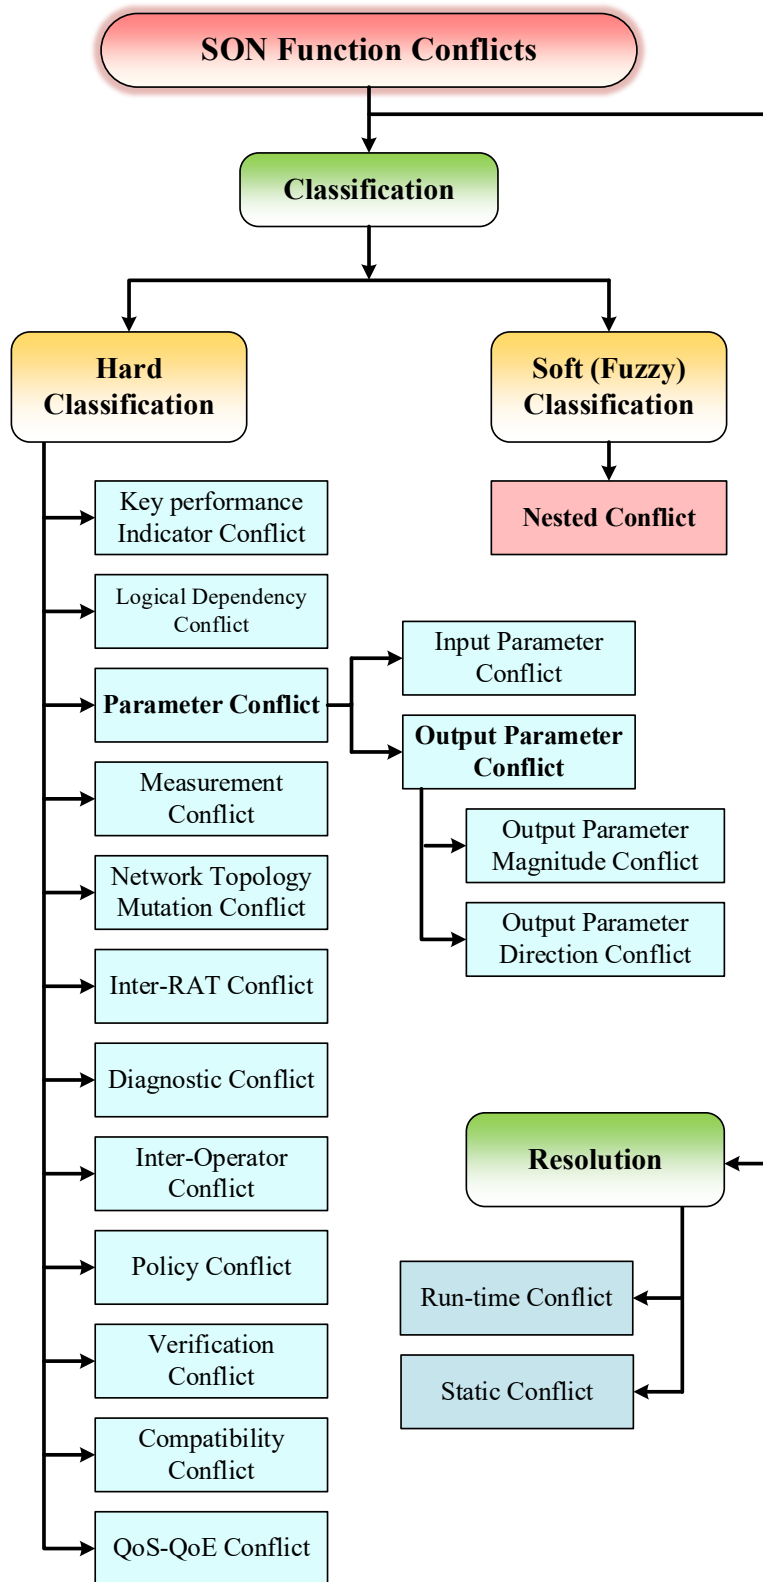 SON Function Conflicts
Classification
Hard
Classification
Soft (Fuzzy)
Classification
Key performance
Indicator Conflict
Nested Conflict
Logical Dependency
Conflict
Parameter Conflict
Input Parameter
Conflict
Output Parameter
Conflict
Measurement
Conflict
Output Parameter
Magnitude Conflict
Network Topology
Mutation Conflict
Output Parameter
Direction Conflict
Inter-RAT Conflict
Diagnostic Conflict
Inter-Operator
Conflict
Policy Conflict
Verification
Conflict
Compatibility
Conflict
QoS-QoE Conflict
Resolution
Run-time Conflict
Static Conflict